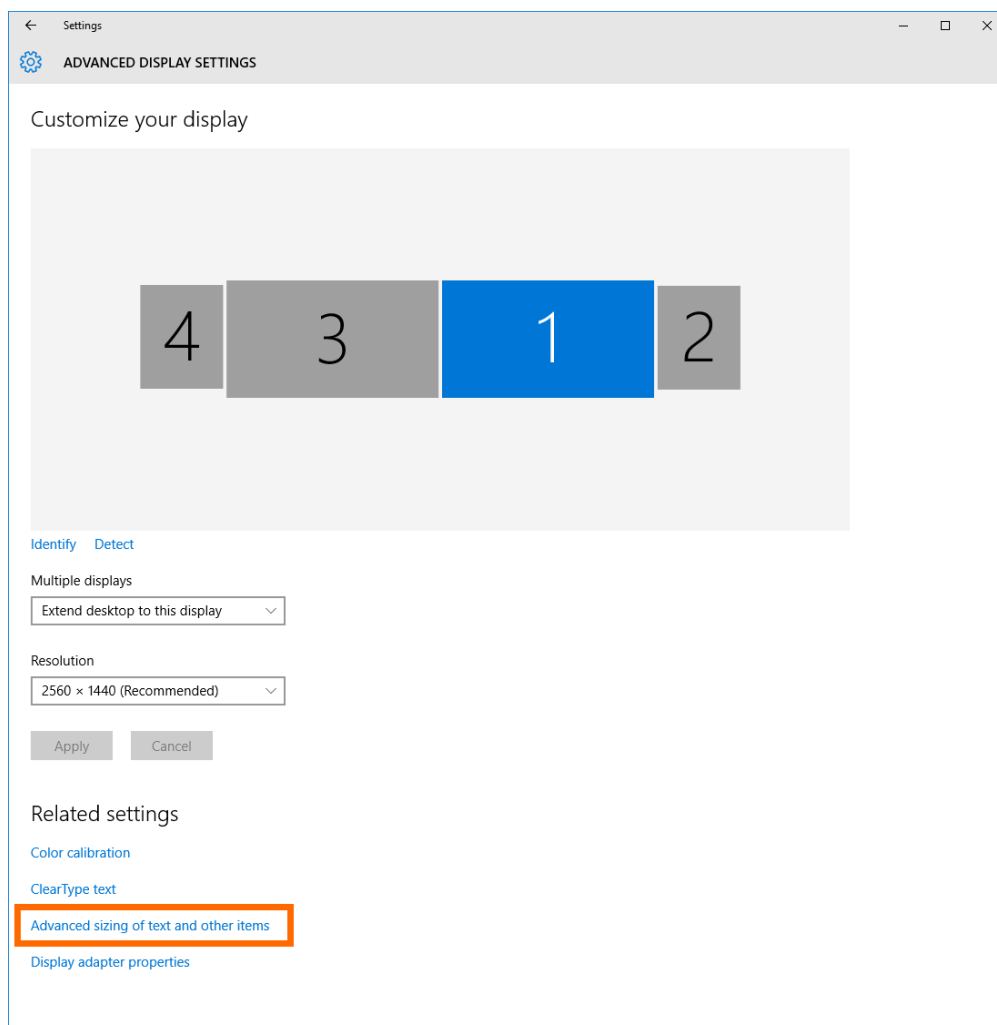 Settings
ADVANCED DISPLAY SETTINGS
Customize your display
4 3 1 2
Identify Detect
Multiple displays
Extend desktop to this display
Resolution
2560 × 1440 (Recommended)
Apply Cancel
Related settings
Color calibration
ClearType text
Advanced sizing of text and other items
Display adapter properties